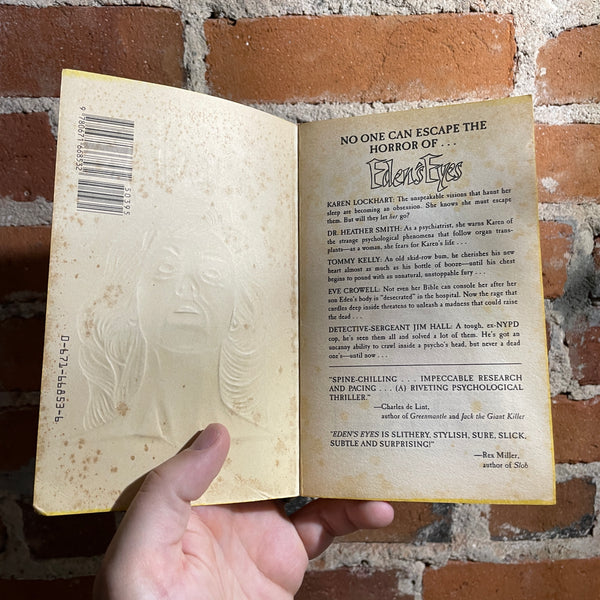 9 780671 668532
50395
0-671-66853-6
NO ONE CAN ESCAPE THE
HORROR OF . . .
Eden's Eyes
KAREN LOCKHART: The unspeakable visions that haunt her
sleep are becoming an obsession. She knows she must escape
them. But will they let her go?
DR. HEATHER SMITH: As a psychiatrist, she warns Karen of
the strange psychological phenomena that follow organ trans-
plants—as a woman, she fears for Karen's life . . .
TOMMY KELLY: An old skid-row bum, he cherishes his new
heart almost as much as his bottle of booze—until his chest
begins to pound with an unnatural, unstoppable fury . . .
EVE CROWELL: Not even her Bible can console her after her
son Eden's body is "desecrated" in the hospital. Now the rage that
curdles deep inside threatens to unleash a madness that could raise
the dead . . .
DETECTIVE-SERGEANT JIM HALL: A tough, ex-NYPD
cop, he's seen them all and solved a lot of them. He's got an
uncanny ability to crawl inside a psycho's head, but never a dead
one's—until now . . .
"SPINE-CHILLING . . . IMPECCABLE RESEARCH
AND PACING . . . (A) RIVETING PSYCHOLOGICAL
THRILLER."
—Charles de Lint,
author of Greenmantle and Jack the Giant Killer
"EDEN'S EYES IS SLITHERY, STYLISH, SURE, SLICK,
SUBTLE AND SURPRISING!"
—Rex Miller,
author of Slob